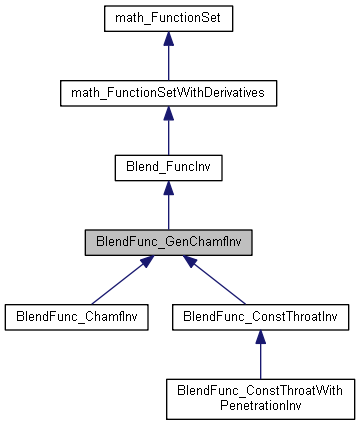 math_FunctionSet
math_FunctionSetWithDerivatives
Blend_FuncInv
BlendFunc_GenChamfInv
BlendFunc_ChamfInv
BlendFunc_ConstThroatInv
BlendFunc_ConstThroatWith
PenetrationInv